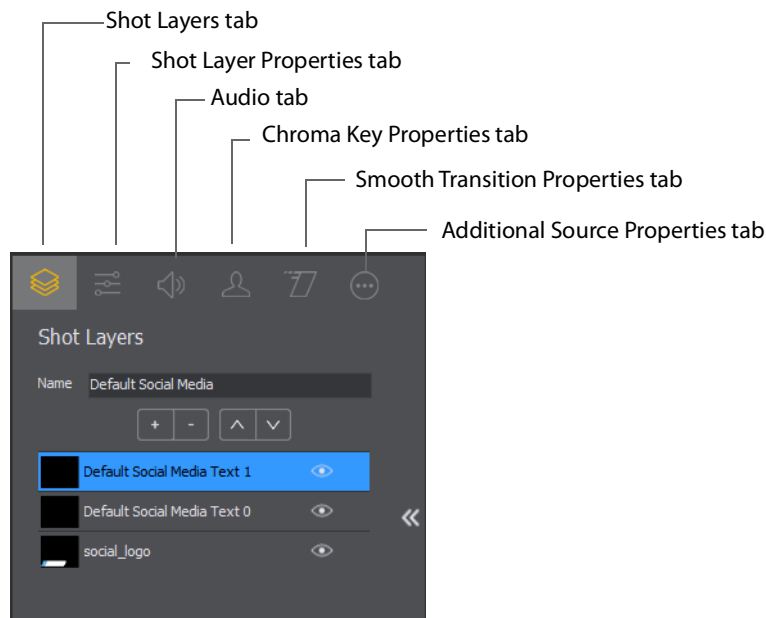 Shot Layers tab
Shot Layer Properties tab
Audio tab
Chroma Key Properties tab
Smooth Transition Properties tab
Additional Source Properties tab
Shot Layers
Name Default Social Media
+ -
Default Social Media Text 1
Default Social Media Text 0
social_logo